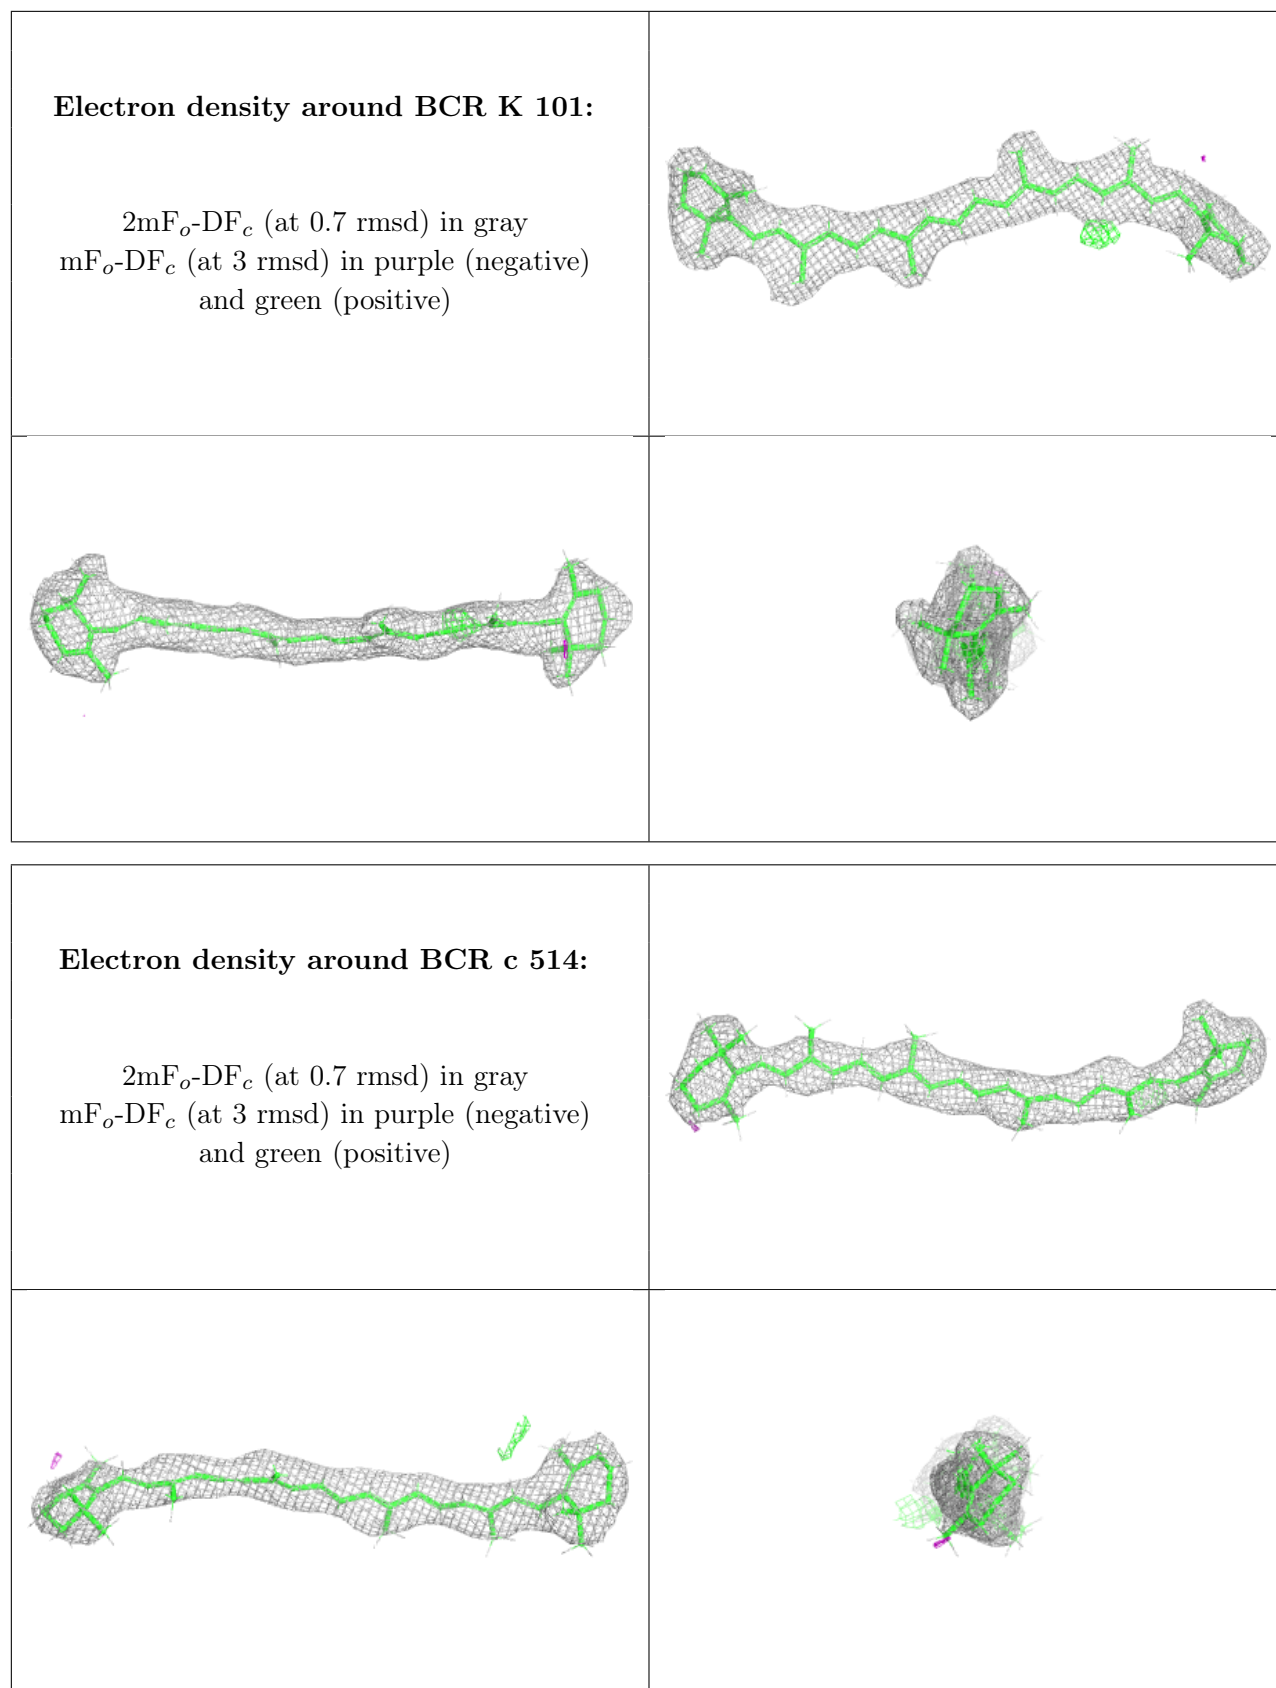 Electron density around BCR K 101:
2mFo-DFc (at 0.7 rmsd) in gray
mFo-DFc (at 3 rmsd) in purple (negative)
and green (positive)
Electron density around BCR c 514:
2mFo-DFc (at 0.7 rmsd) in gray
mFo-DFc (at 3 rmsd) in purple (negative)
and green (positive)